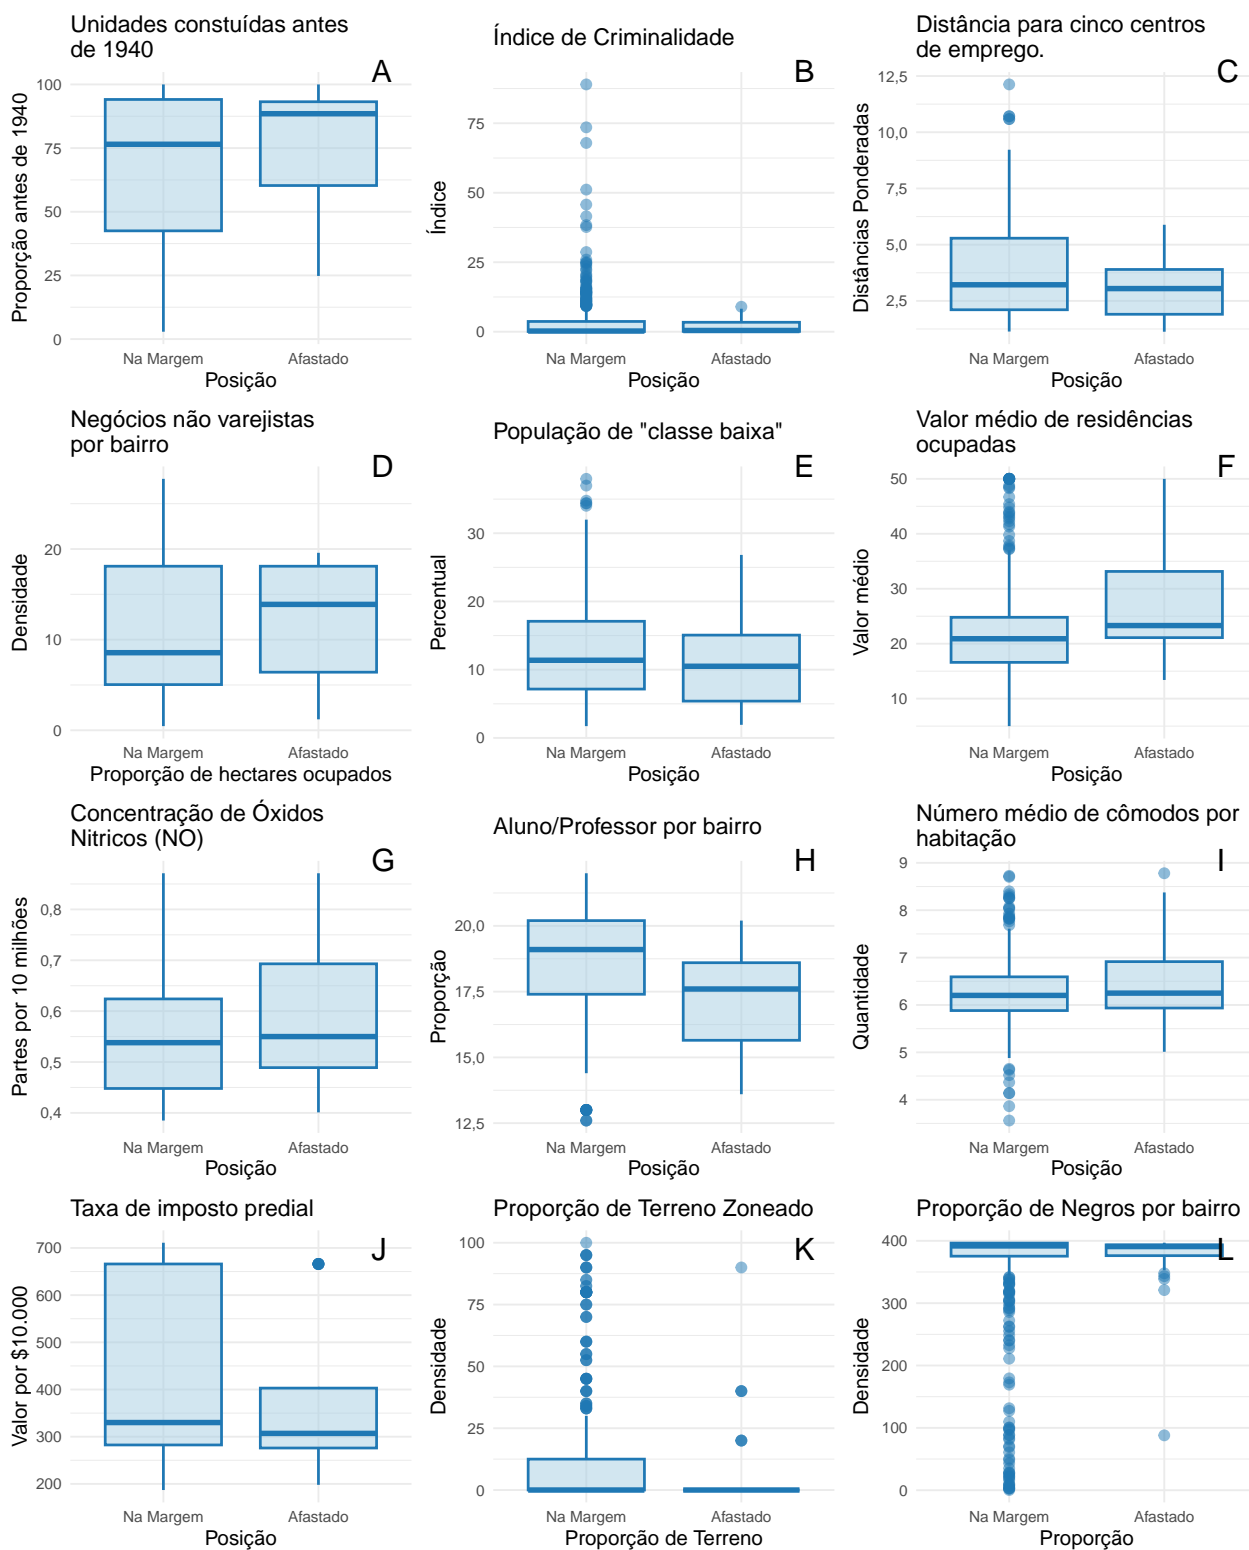 Unidades constuídas antes
de 1940
A
Proporção antes de 1940
100
75
50
25
0
Na Margem
Afastado
Posição
Índice de Criminalidade
B
Índice
75
50
25
0
Na Margem
Afastado
Posição
Distância para cinco centros
de emprego.
C
Distâncias Ponderadas
12,5
10,0
7,5
5,0
2,5
Na Margem
Afastado
Posição
Negócios não varejistas
por bairro
D
Densidade
20
10
0
Na Margem
Afastado
Proporção de hectares ocupados
População de "classe baixa"
E
Percentual
30
20
10
0
Na Margem
Afastado
Posição
Valor médio de residências
ocupadas
F
Valor médio
50
40
30
20
10
Na Margem
Afastado
Posição
Concentração de Óxidos
Nitricos (NO)
G
Partes por 10 milhões
0,8
0,7
0,6
0,5
0,4
Na Margem
Afastado
Posição
Aluno/Professor por bairro
H
Proporção
20,0
17,5
15,0
12,5
Na Margem
Afastado
Posição
Número médio de cômodos por
habitação
I
Quantidade
9
8
7
6
5
4
Na Margem
Afastado
Posição
Taxa de imposto predial
J
Valor por $10.000
700
600
500
400
300
200
Na Margem
Afastado
Posição
Proporção de Terreno Zoneado
K
Densidade
100
75
50
25
0
Na Margem
Afastado
Proporção de Terreno
Proporção de Negros por bairro
L
Densidade
400
300
200
100
0
Na Margem
Afastado
Proporção